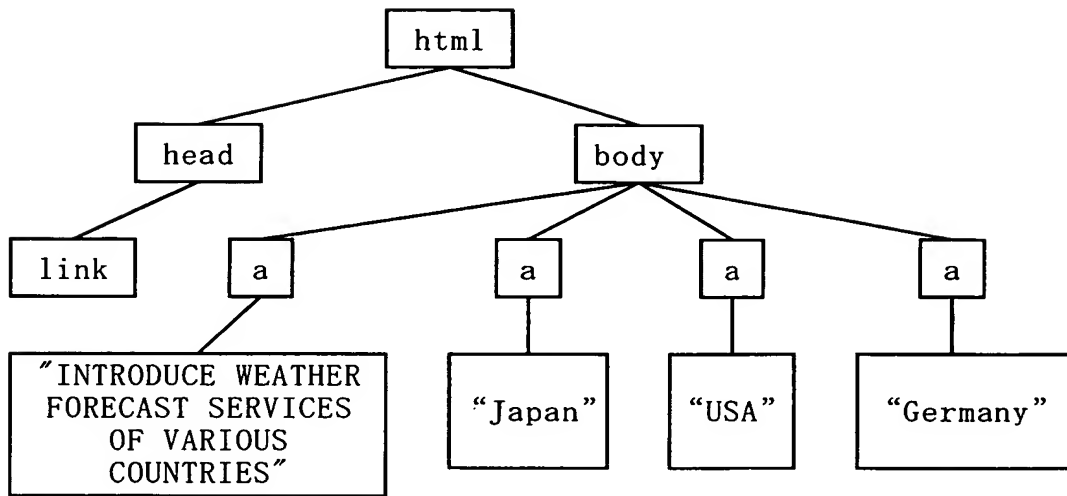 html
head
body
link
a
a
a
a
"INTRODUCE WEATHER
FORECAST SERVICES
OF VARIOUS
COUNTRIES"
“Japan”
“USA”
“Germany”